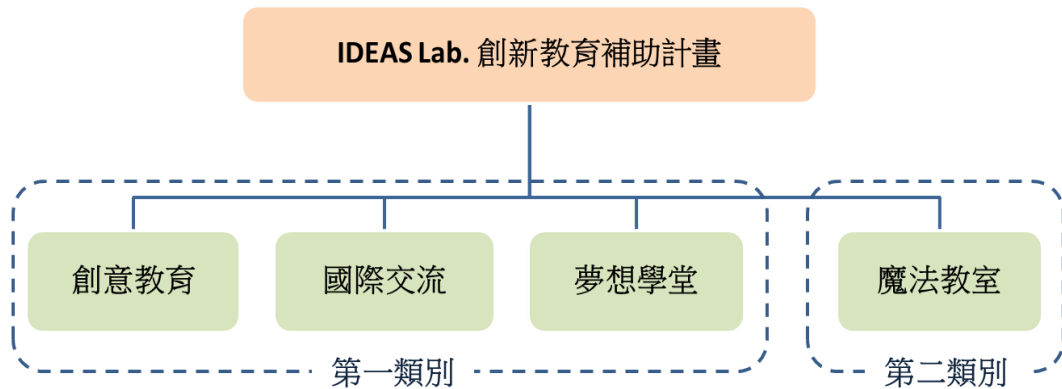 IDEAS Lab. 創新教育補助計畫
創意教育
國際交流
夢想學堂
魔法教室
第一類別
第二類別